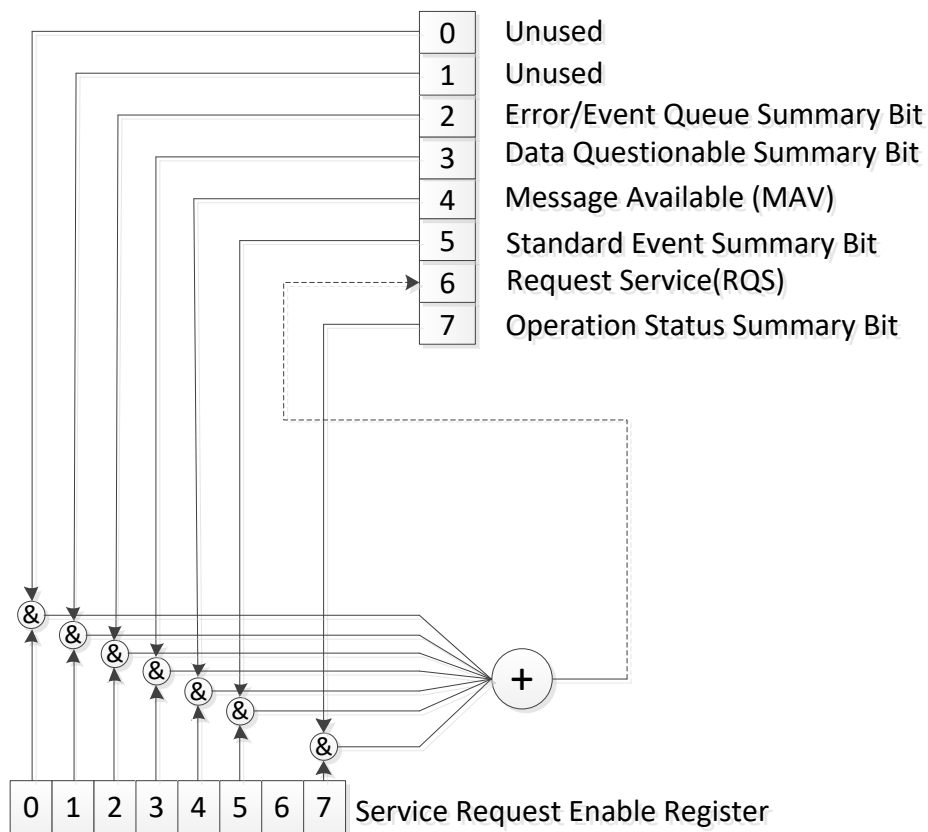 0 Unused
1 Unused
2 Error/Event Queue Summary Bit
3 Data Questionable Summary Bit
4 Message Available (MAV)
5 Standard Event Summary Bit
6 Request Service(RQS)
7 Operation Status Summary Bit
&
&
&
&
&
&
&
+
0 1 2 3 4 5 6 7 Service Request Enable Register